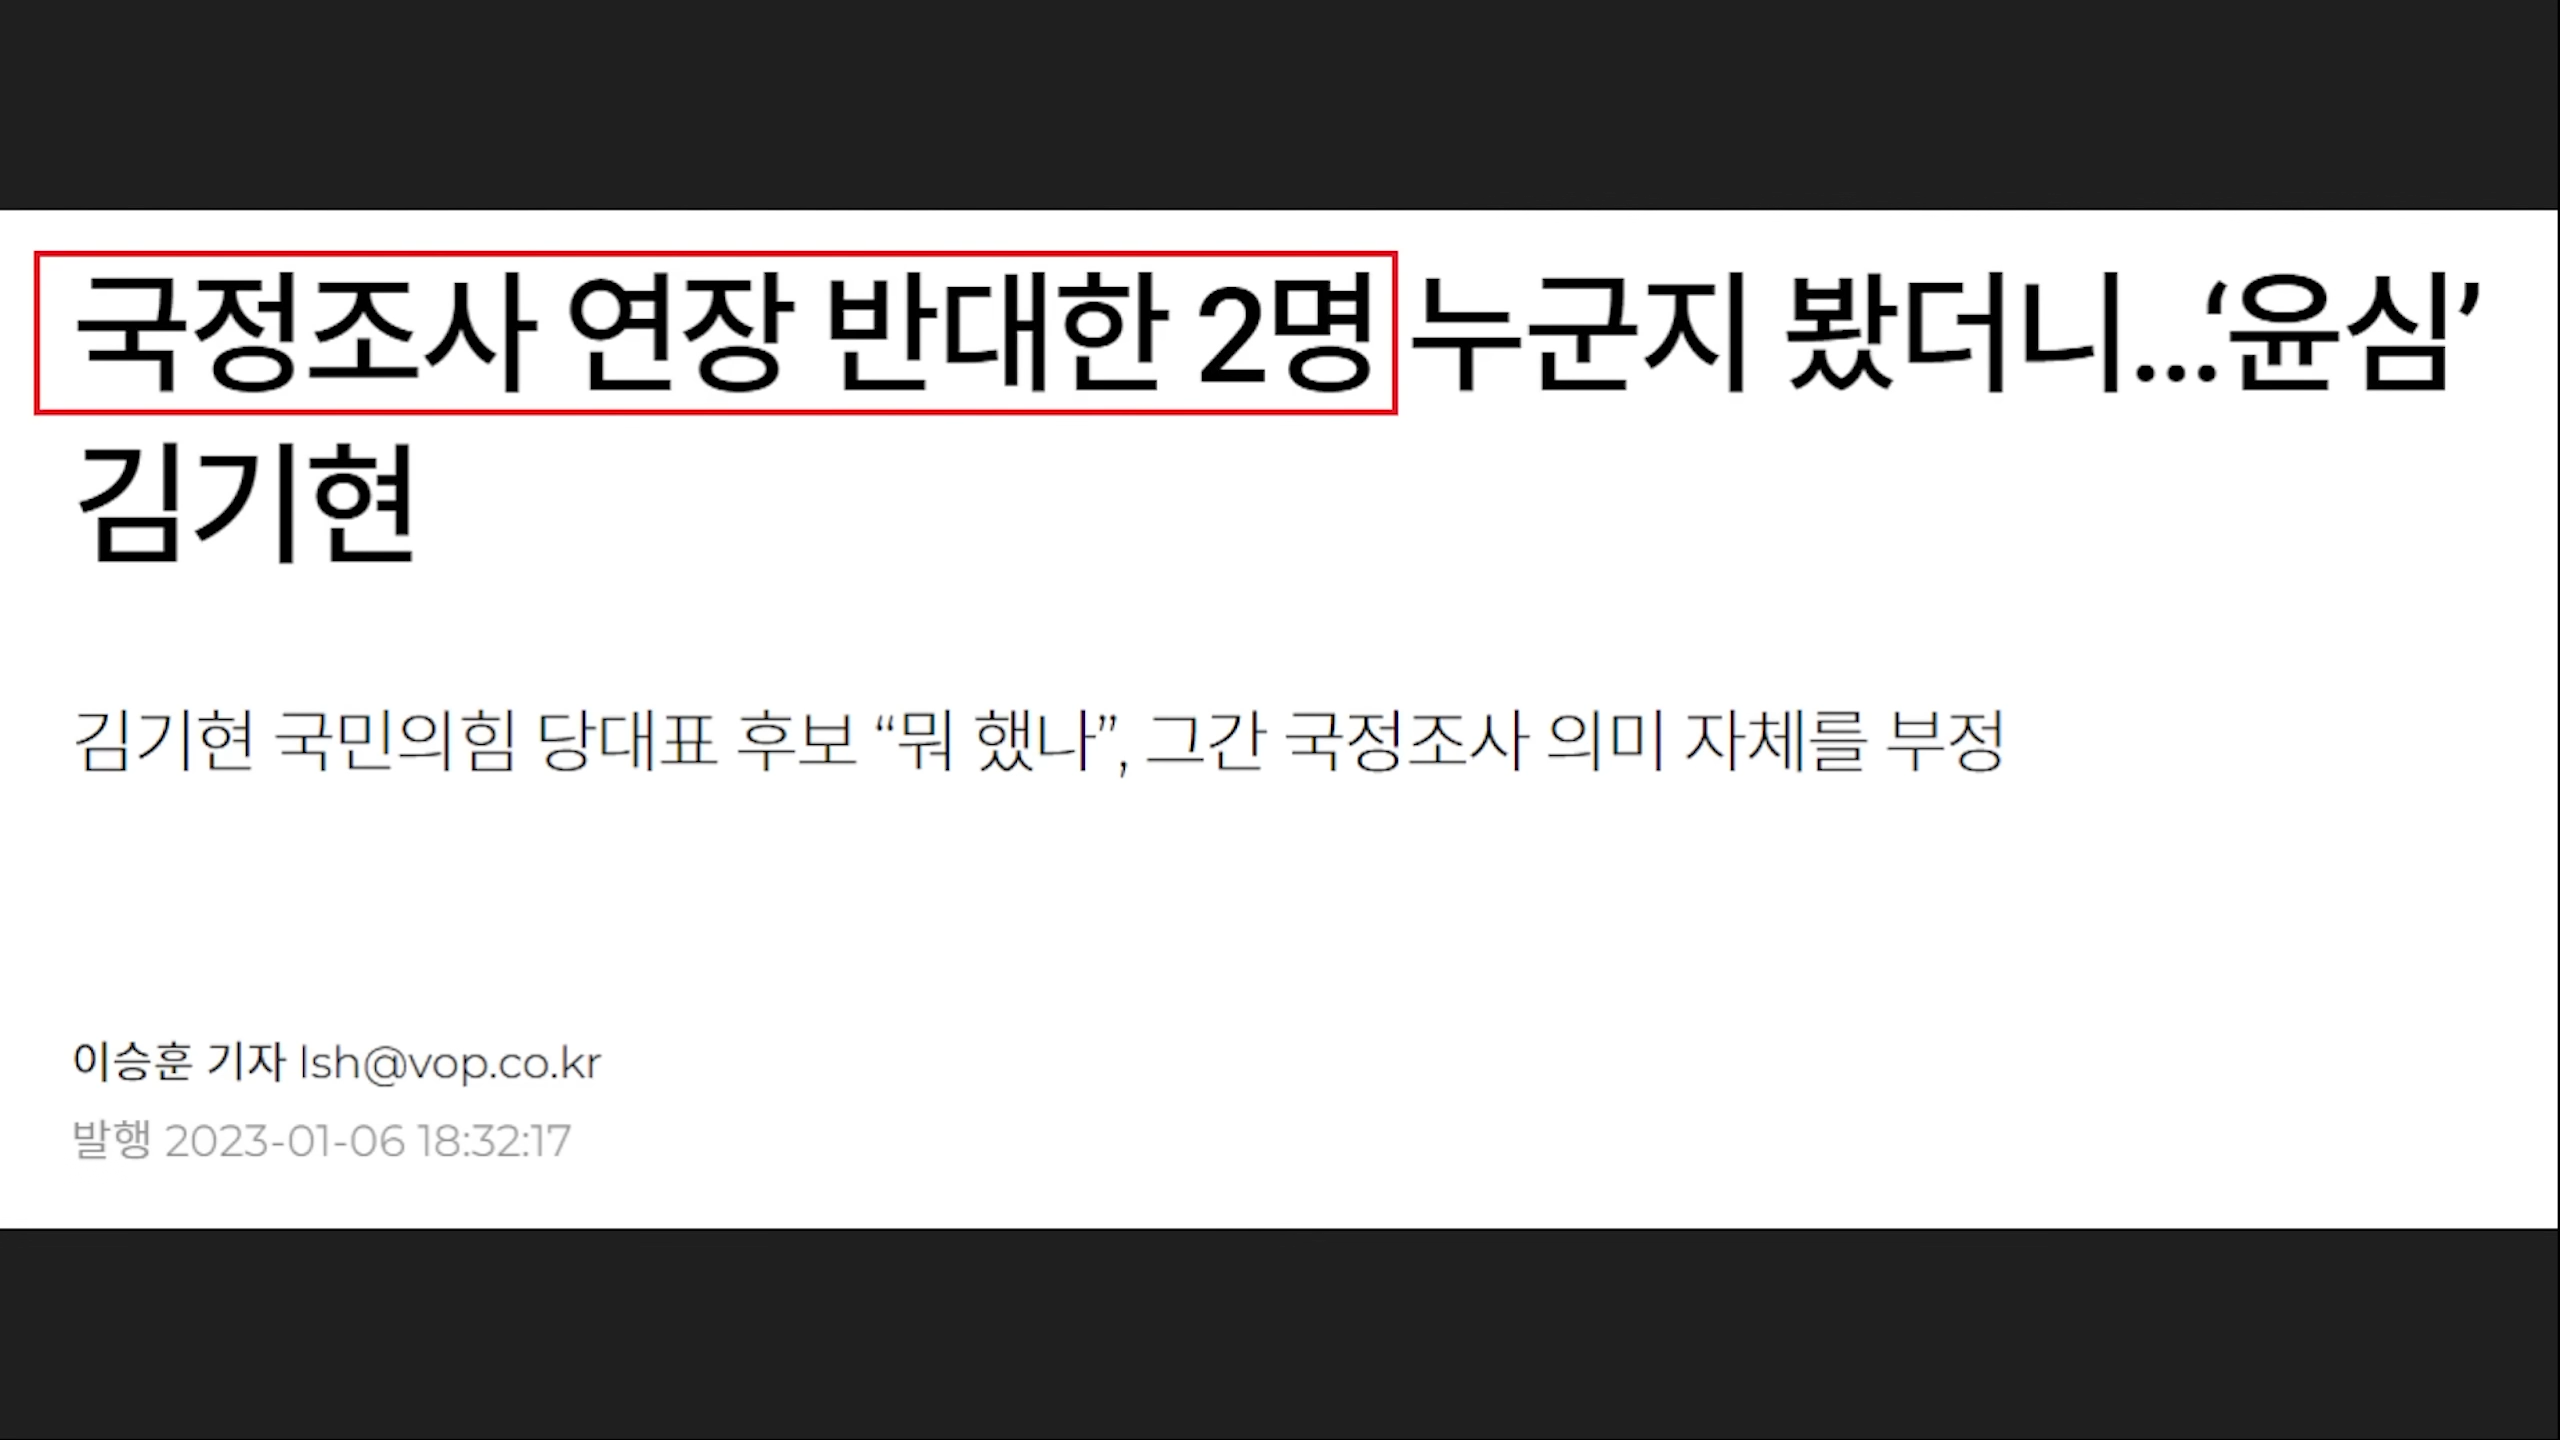 국정조사 연장 반대한 2명 누군지 봤더니...‘윤심’
김기현
김기현 국민의힘 당대표 후보 “뭐 했나”, 그간 국정조사 의미 자체를 부정
이승훈 기자 lsh@vop.co.kr
발행 2023-01-06 18:32:17